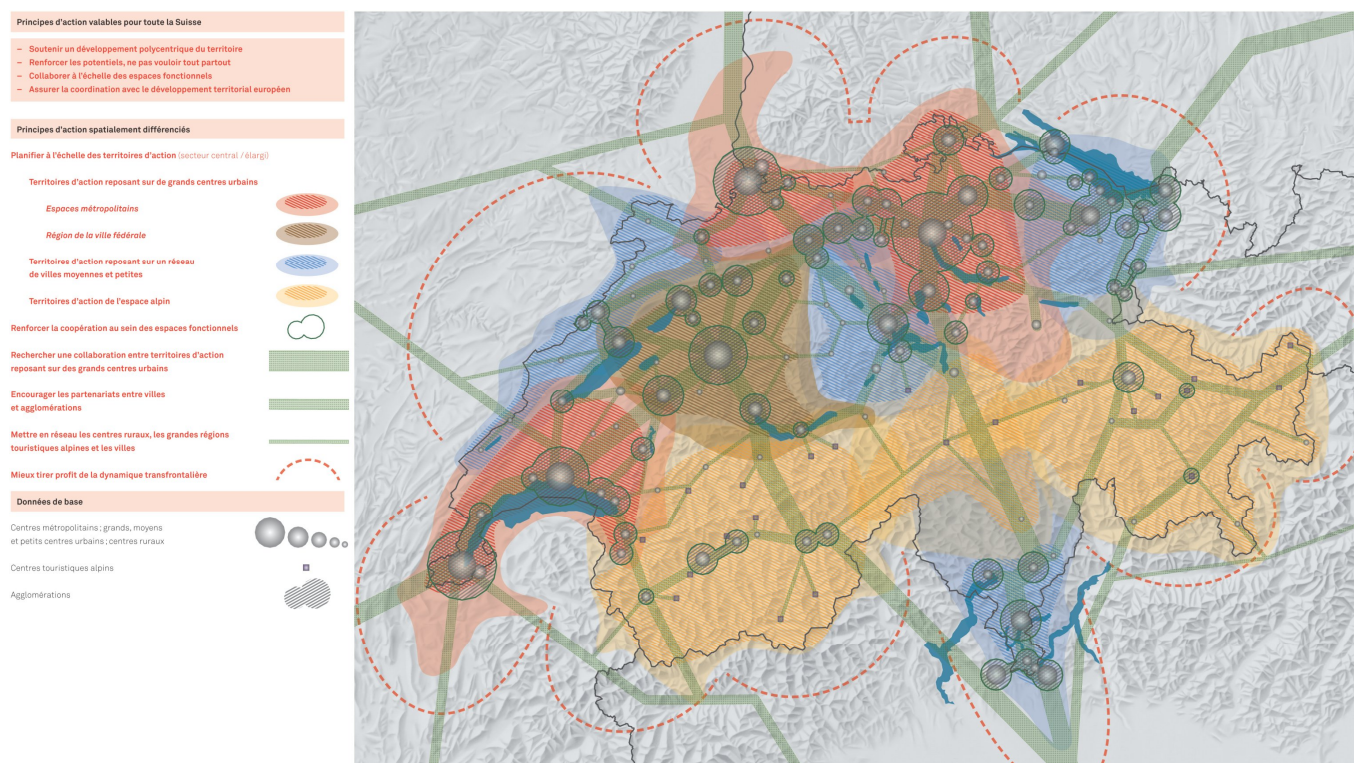 Principes d'action valables pour toute la Suisse
– Soutenir un développement polycentrique du territoire
– Renforcer les potentiels, ne pas vouloir tout partout
– Collaborer à l'échelle des espaces fonctionnels
– Assurer la coordination avec le développement territorial européen
Principes d'action spatialement différenciés
Planifier à l'échelle des territoires d'action (secteur central / élargi)
Territoires d'action reposant sur de grands centres urbains
Espaces métropolitains
Région de la ville fédérale
Territoires d'action reposant sur un réseau
de villes moyennes et petites
Territoires d'action de l'espace alpin
Renforcer la coopération au sein des espaces fonctionnels
Rechercher une collaboration entre territoires d'action
reposant sur des grands centres urbains
Encourager les partenariats entre villes
et agglomérations
Mettre en réseau les centres ruraux, les grandes régions
touristiques alpines et les villes
Mieux tirer profit de la dynamique transfrontalière
Données de base
Centres métropolitains ; grands, moyens
et petits centres urbains ; centres ruraux
Centres touristiques alpins
Agglomérations